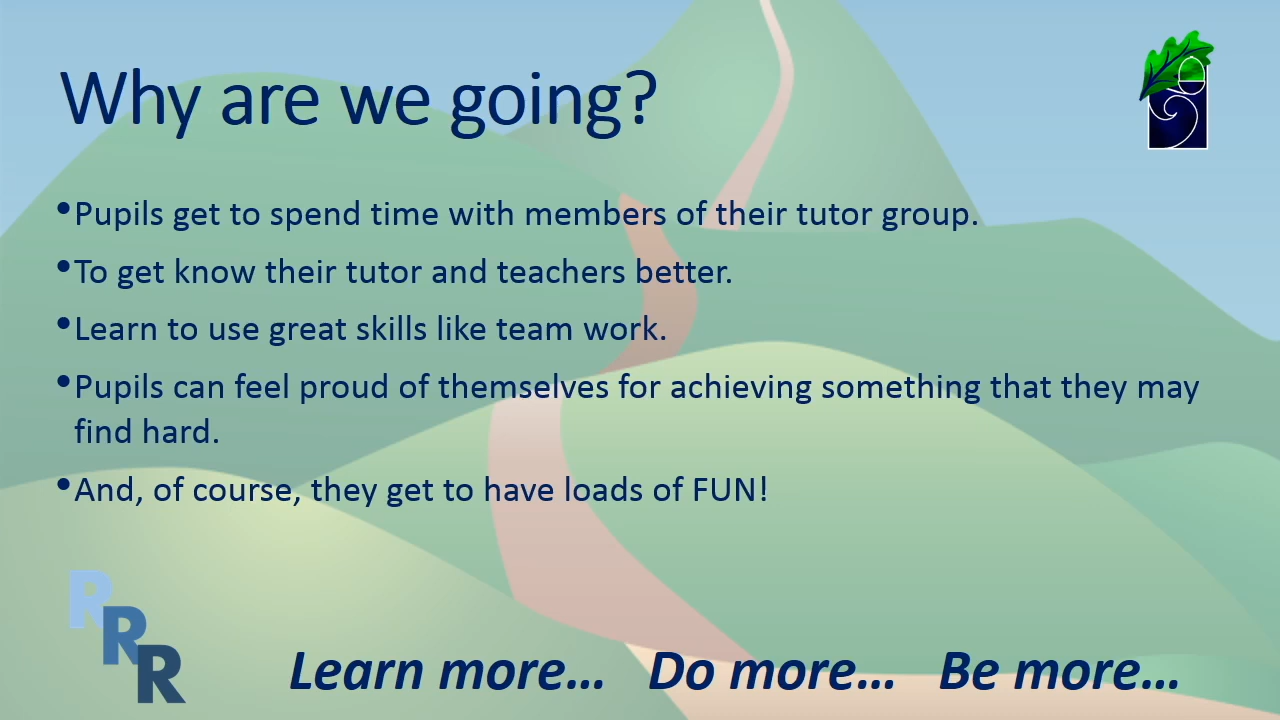 Why are we going?
•Pupils get to spend time with members of their tutor group.
•To get know their tutor and teachers better.
•Learn to use great skills like team work.
•Pupils can feel proud of themselves for achieving something that they may
find hard.
•And, of course, they get to have loads of FUN!
R
R
R
Learn more... Do more... Be more...